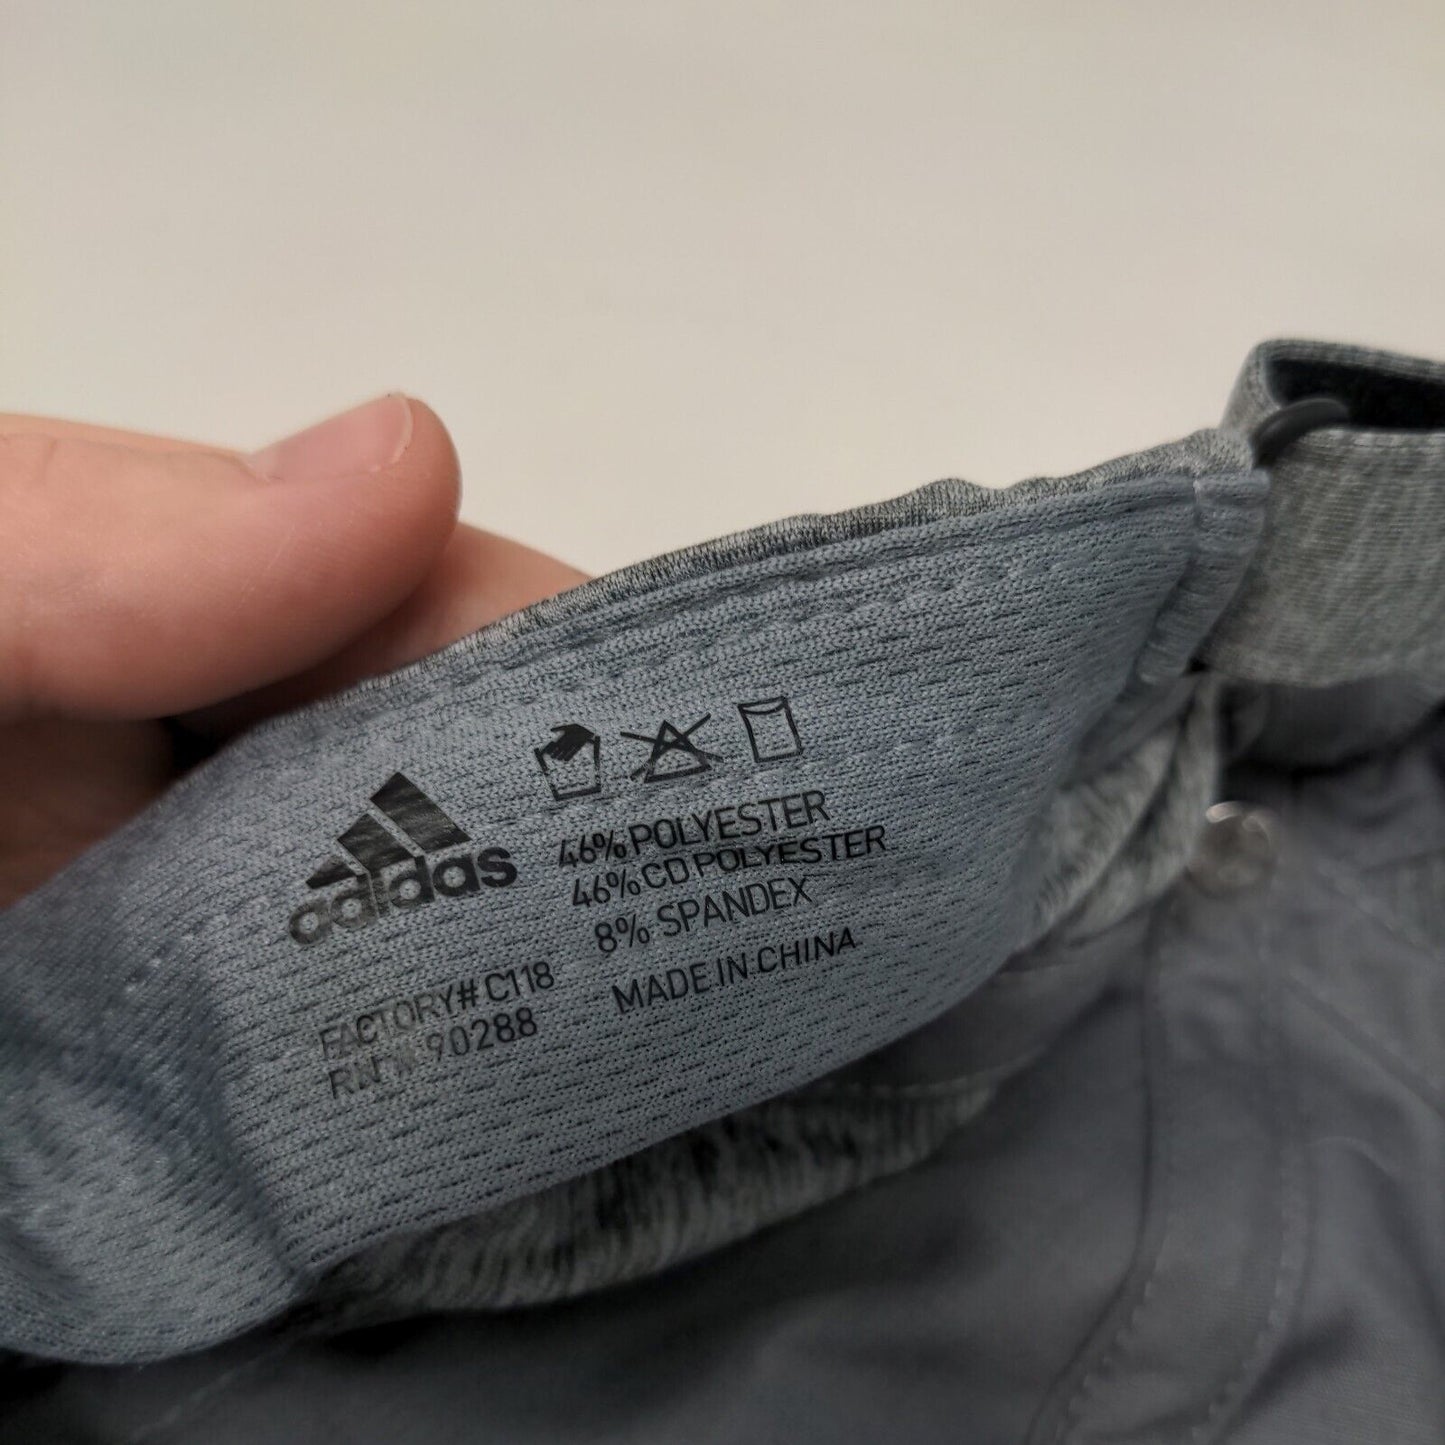 adidas
46% POLYESTER
46% CD POLYESTER
8% SPANDEX
MADE IN CHINA
FACTORY# C118
RN# 90288